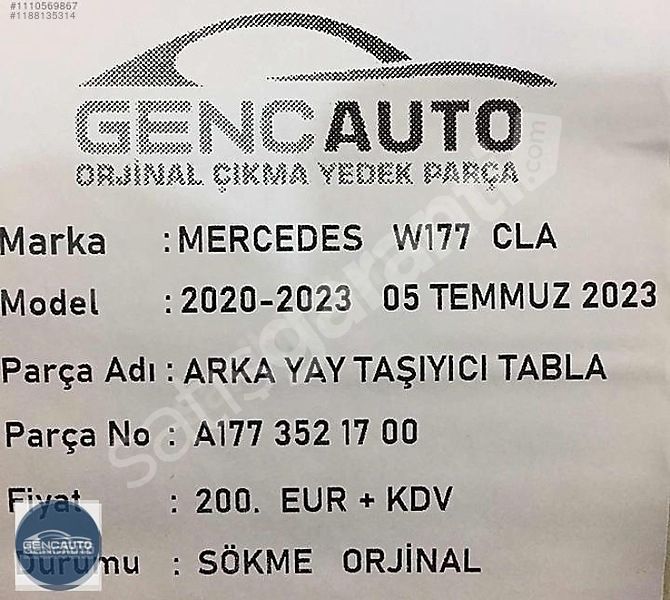 #1110569867
#1188135314
GENCAUTO
ORJİNAL ÇIKMA YEDEK PARÇA
Marka : MERCEDES W177 CLA
Model : 2020-2023 05 TEMMUZ 2023
Parça Adı : ARKA YAY TAŞIYICI TABLA
Parça No : A177 352 17 00
Fiyat : 200. EUR + KDV
Durumu : SÖKME ORJİNAL
GENCAUTO
satışgaranti.com